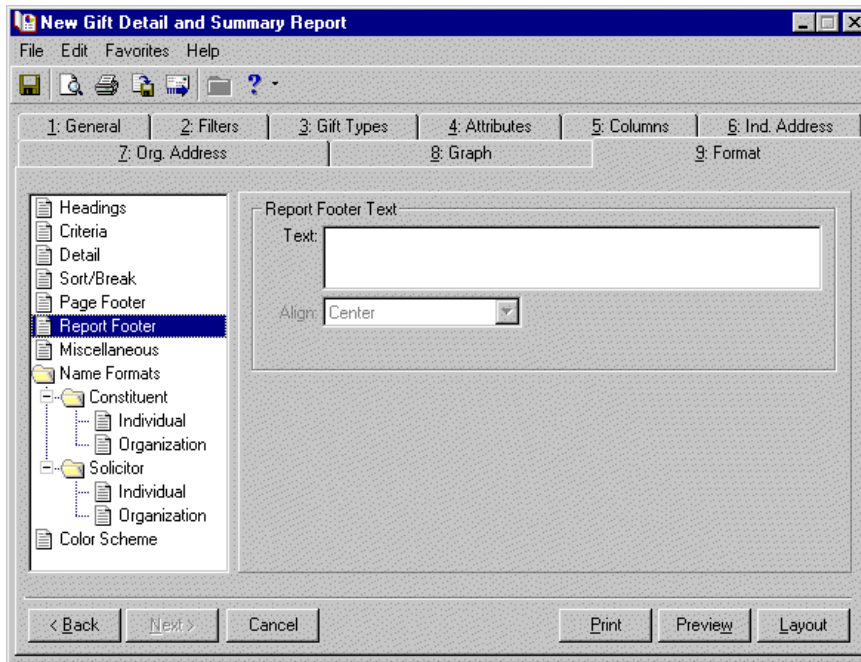 New Gift Detail and Summary Report
File Edit Favorites Help
1: General 2: Filters 3: Gift Types 4: Attributes 5: Columns 6: Ind. Address
7: Org. Address 8: Graph 9: Format
Headings
Criteria
Detail
Sort/Break
Page Footer
Report Footer
Miscellaneous
Name Formats
Constituent
Individual
Organization
Solicitor
Individual
Organization
Color Scheme
Report Footer Text
Text:
Align: Center
< Back Next > Cancel Print Preview Layout